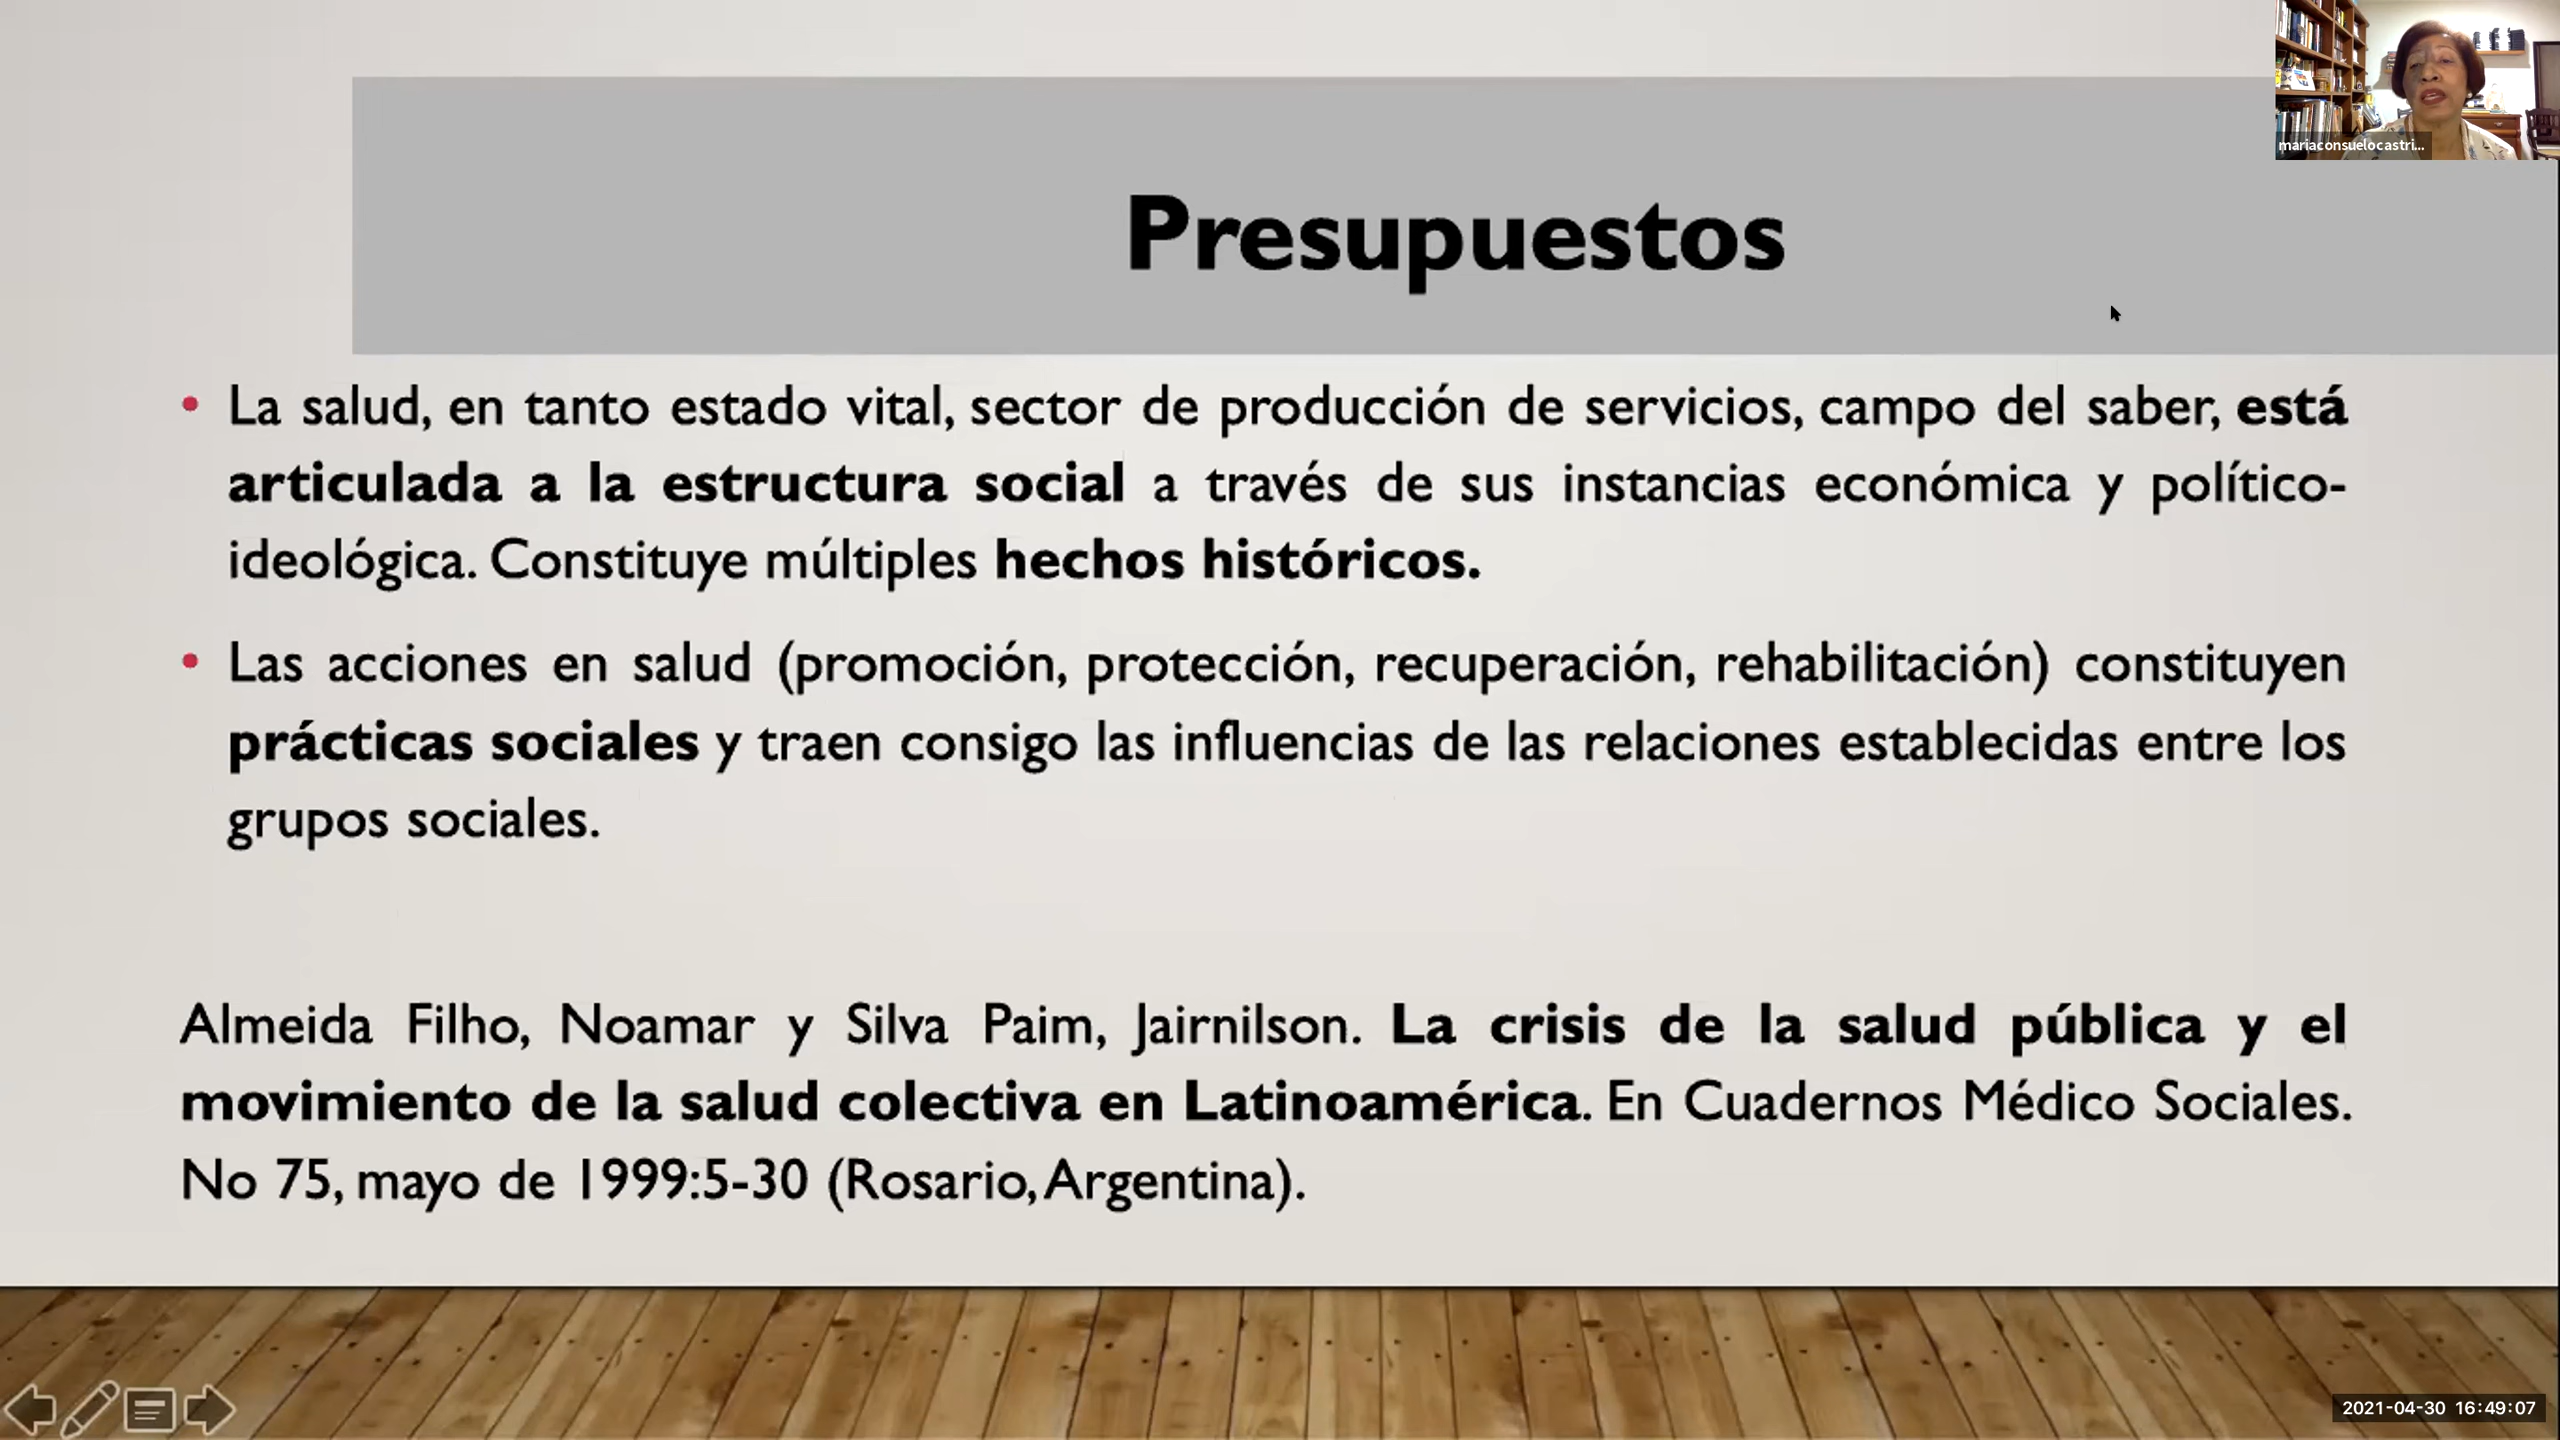 mariaconsuelocastri...
Presupuestos
• La salud, en tanto estado vital, sector de producción de servicios, campo del saber, está
articulada a la estructura social a través de sus instancias económica y político-
ideológica. Constituye múltiples hechos históricos.
• Las acciones en salud (promoción, protección, recuperación, rehabilitación) constituyen
prácticas sociales y traen consigo las influencias de las relaciones establecidas entre los
grupos sociales.
Almeida Filho, Noamar y Silva Paim, Jairnilson. La crisis de la salud pública y el
movimiento de la salud colectiva en Latinoamérica. En Cuadernos Médico Sociales.
No 75, mayo de 1999:5-30 (Rosario, Argentina).
2021-04-30 16:49:07